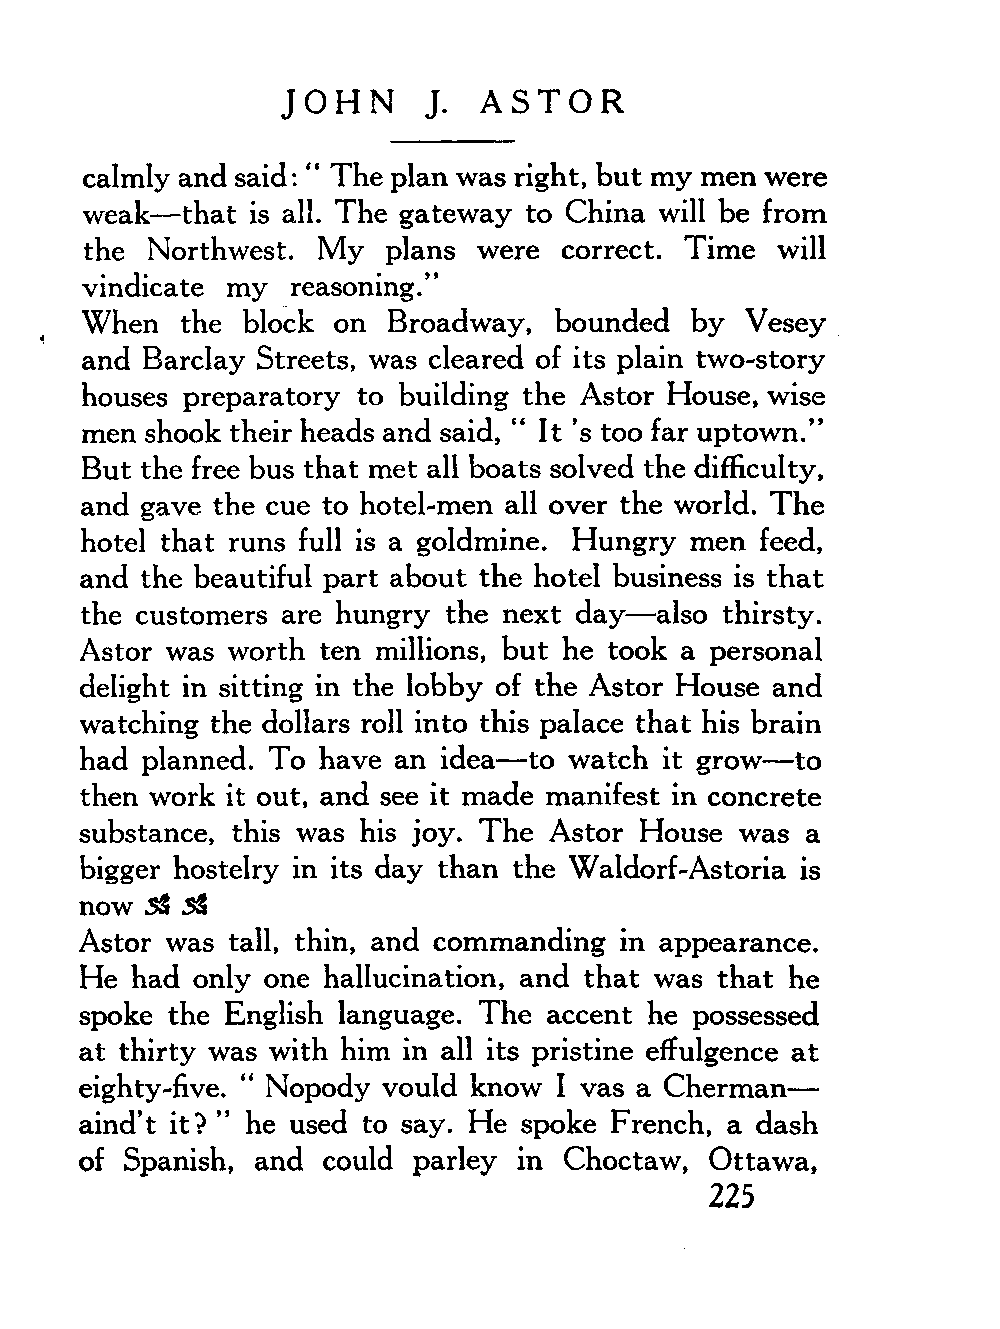 JOHN J. ASTOR
calmly and said: " The plan was right, but my men were
weak—that is all. The gateway to China will be from
the Northwest. My plans were correct. Time will
vindicate my reasoning."
When the block on Broadway, bounded by Vesey
and Barclay Streets, was cleared of its plain two-story
houses preparatory to building the Astor House, wise
men shook their heads and said, " It 's too far uptown."
But the free bus that met all boats solved the difficulty,
and gave the cue to hotel-men all over the world. The
hotel that runs full is a goldmine. Hungry men feed,
and the beautiful part about the hotel business is that
the customers are hungry the next day—also thirsty.
Astor was worth ten millions, but he took a personal
delight in sitting in the lobby of the Astor House and
watching the dollars roll into this palace that his brain
had planned. To have an idea—to watch it grow—to
then work it out, and see it made manifest in concrete
substance, this was his joy. The Astor House was a
bigger hostelry in its day than the Waldorf-Astoria is
now
Astor was tall, thin, and commanding in appearance.
He had only one hallucination, and that was that he
spoke the English language. The accent he possessed
at thirty was with him in all its pristine effulgence at
eighty-five. " Nopody vould know I vas a Cherman—
aind't it? " he used to say. He spoke French, a dash
of Spanish, and could parley in Choctaw, Ottawa,
225